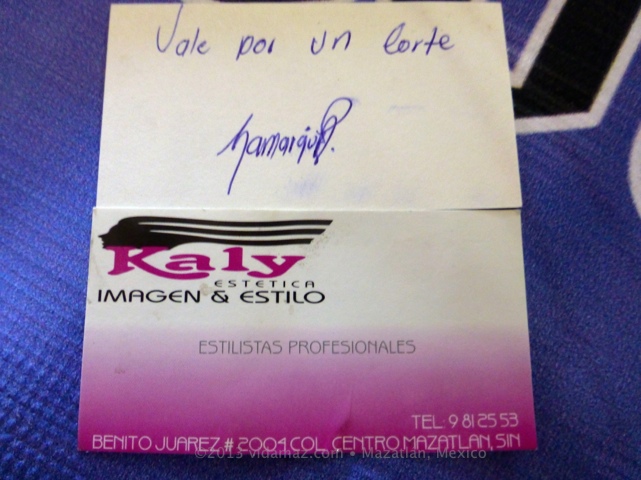 Vale por un Corte
Kaly
ESTETICA
IMAGEN & ESTILO
ESTILISTAS PROFESIONALES
TEL: 9 81 25 53
BENITO JUAREZ # 2004 COL. CENTRO MAZATLAN, SIN
©2013 vidamaz.com • Mazatlan, Mexico